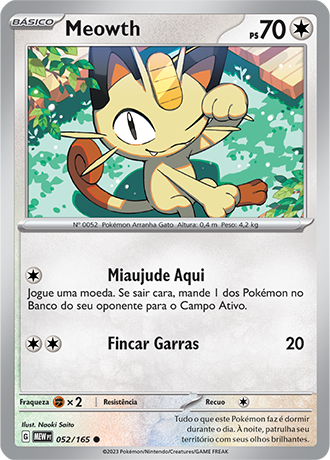 BÁSICO
Meowth
PS 70
Nº 0052 Pokémon Arranha Gato Altura: 0,4 m Peso: 4,2 kg
Miaujude Aqui
Jogue uma moeda. Se sair cara, mande 1 dos Pokémon no
Banco do seu oponente para o Campo Ativo.
Fincar Garras 20
Fraqueza ×2 Resistência Recuo
Ilust. Naoki Saito
G MEW PT 052/165
Tudo o que este Pokémon faz é dormir
durante o dia. À noite, patrulha seu
território com seus olhos brilhantes.
©2023 Pokémon/Nintendo/Creatures/GAME FREAK